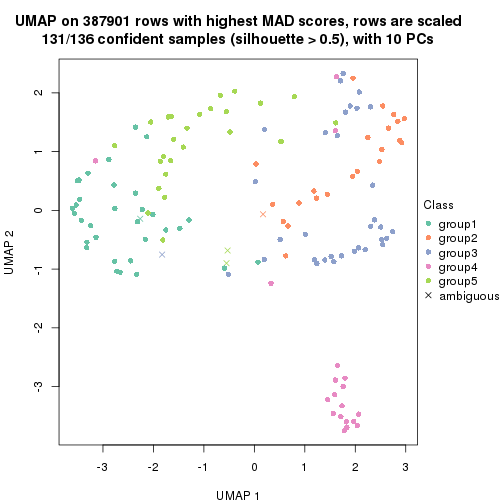 UMAP on 387901 rows with highest MAD scores, rows are scaled
131/136 confident samples (silhouette > 0.5), with 10 PCs
2
1
0
-1
-2
-3
UMAP 2
-3
-2
-1
0
1
2
3
UMAP 1
Class
group1
group2
group3
group4
group5
ambiguous